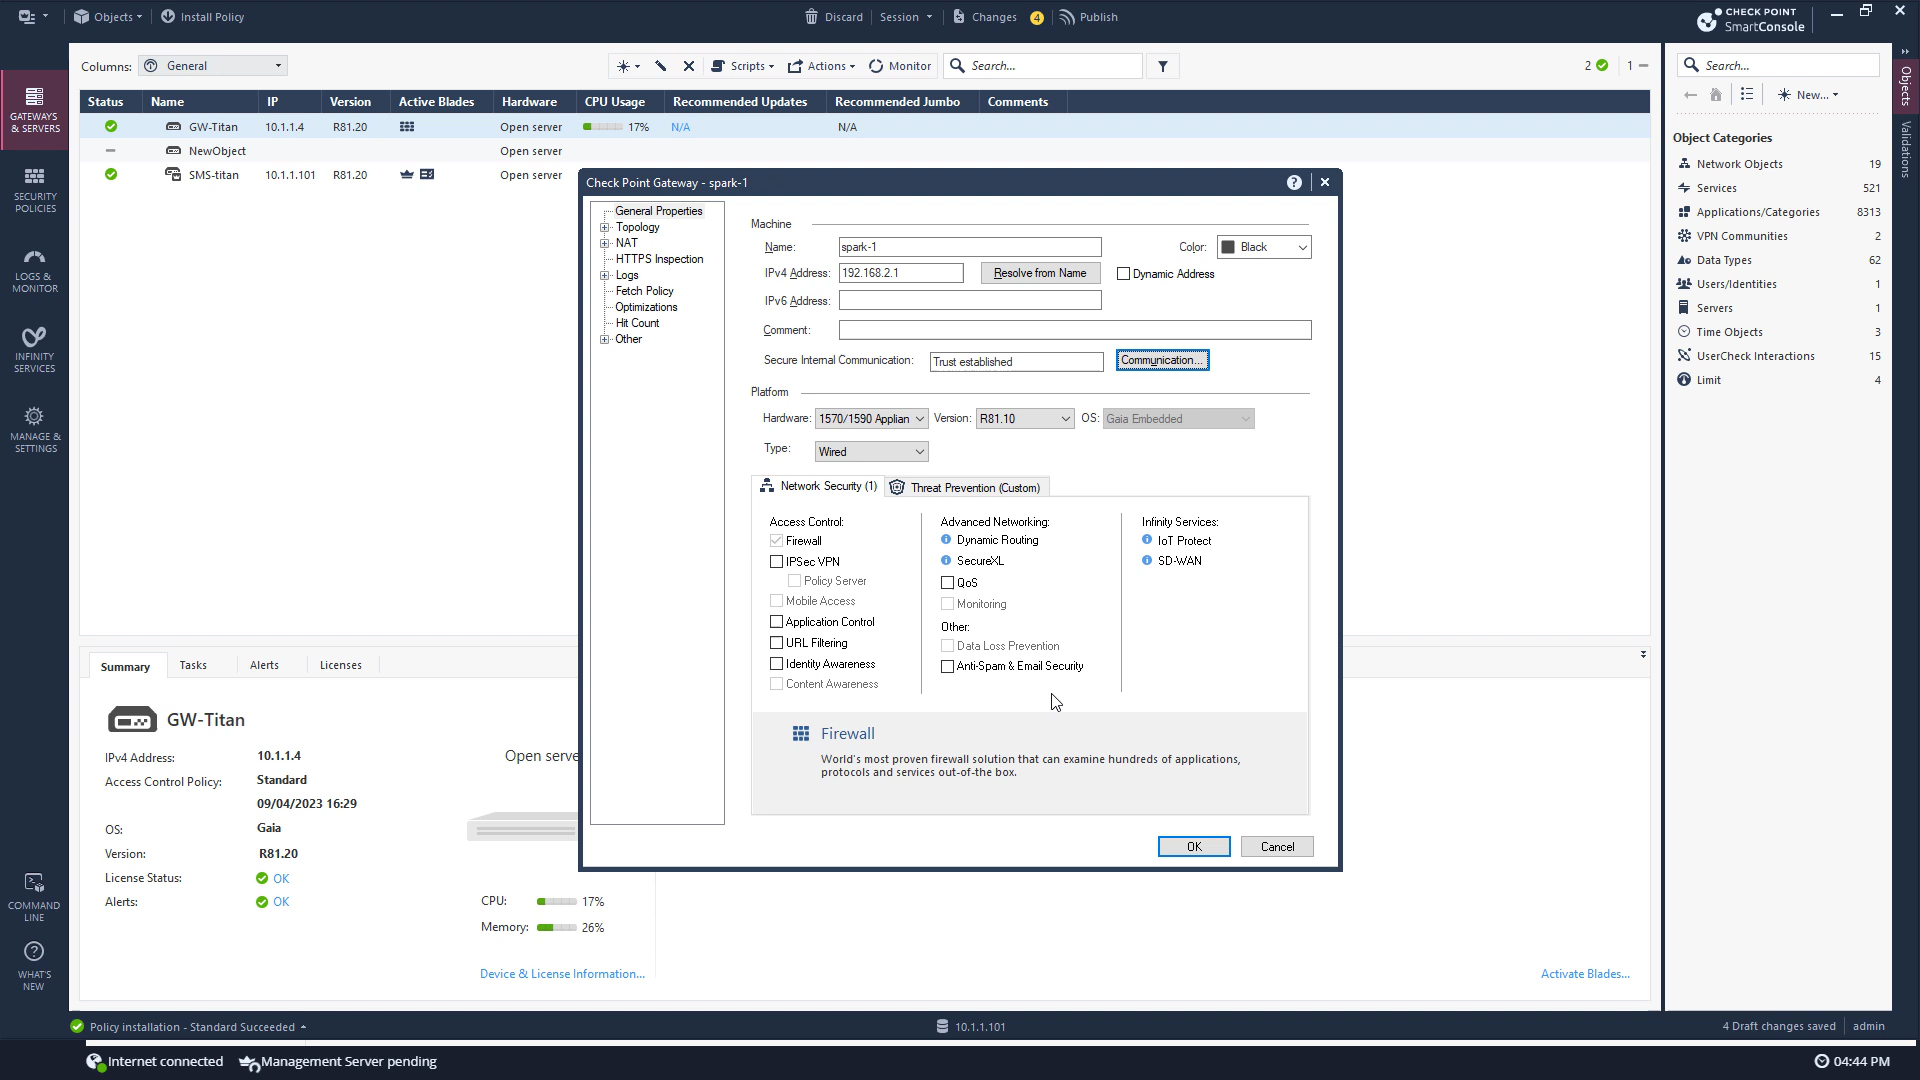 Objects
Install Policy
Discard
Session
Changes
4
Publish
CHECK POINT
SmartConsole
Columns:
General
Scripts
Actions
Monitor
Search...
2
1
Search...
New...
Objects
Validations
GATEWAYS
& SERVERS
SECURITY
POLICIES
LOGS &
MONITOR
INFINITY
SERVICES
MANAGE &
SETTINGS
COMMAND
LINE
WHAT'S
NEW
Status Name IP Version Active Blades Hardware CPU Usage Recommended Updates Recommended Jumbo Comments
GW-Titan 10.1.1.4 R81.20 Open server 17% N/A N/A
NewObject Open server
SMS-titan 10.1.1.101 R81.20 Open server
Check Point Gateway - spark-1
General Properties
Topology
NAT
HTTPS Inspection
Logs
Fetch Policy
Optimizations
Hit Count
Other
Machine
Name: spark-1 Color: Black
IPv4 Address: 192.168.2.1 Resolve from Name Dynamic Address
IPv6 Address:
Comment:
Secure Internal Communication: Trust established Communication...
Platform
Hardware: 1570/1590 Applian Version: R81.10 OS: Gaia Embedded
Type: Wired
Network Security (1) Threat Prevention (Custom)
Access Control:
Firewall
IPSec VPN
Policy Server
Mobile Access
Application Control
URL Filtering
Identity Awareness
Content Awareness
Advanced Networking:
Dynamic Routing
SecureXL
QoS
Monitoring
Other:
Data Loss Prevention
Anti-Spam & Email Security
Infinity Services:
IoT Protect
SD-WAN
Firewall
World's most proven firewall solution that can examine hundreds of applications,
protocols and services out-of-the box.
OK
Cancel
Object Categories
Network Objects 19
Services 521
Applications/Categories 8313
VPN Communities 2
Data Types 62
Users/Identities 1
Servers 1
Time Objects 3
UserCheck Interactions 15
Limit 4
Summary Tasks Alerts Licenses
GW-Titan
IPv4 Address: 10.1.1.4
Access Control Policy: Standard
09/04/2023 16:29
OS: Gaia
Version: R81.20
License Status: OK
Alerts: OK
Open serve
CPU: 17%
Memory: 26%
Device & License Information...
Activate Blades...
Policy installation - Standard Succeeded
10.1.1.101
4 Draft changes saved
admin
Internet connected
Management Server pending
04:44 PM